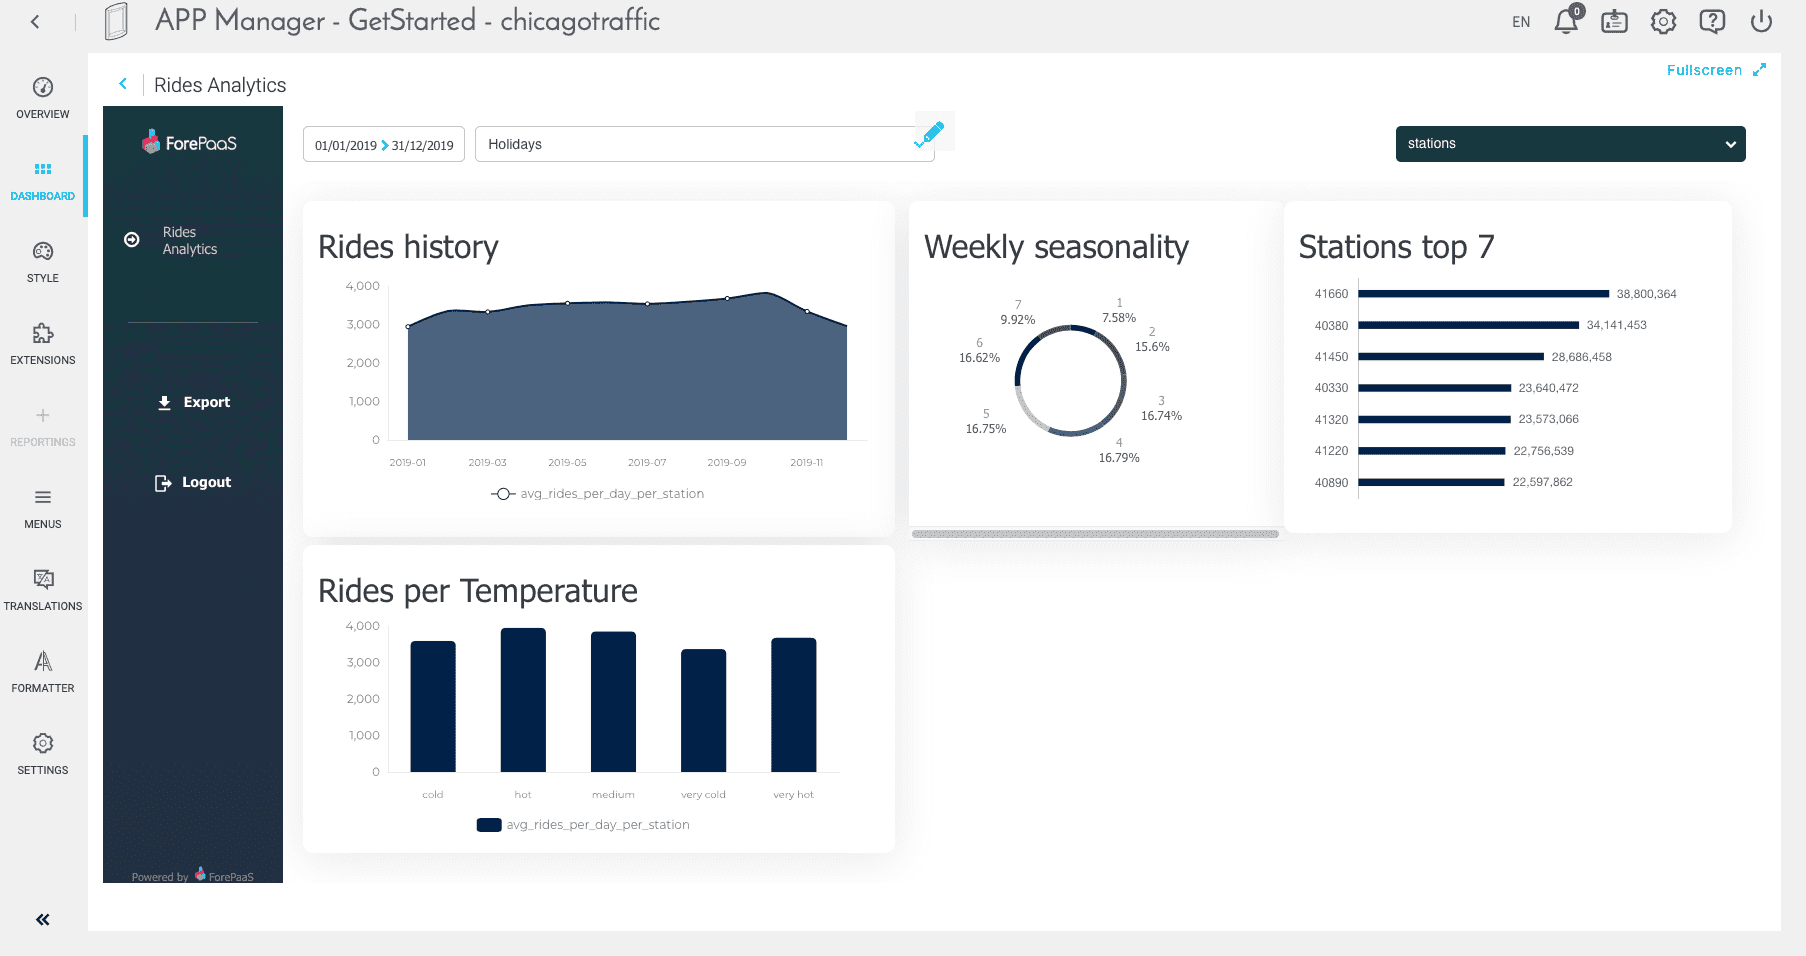 APP Manager - GetStarted - chicagotraffic
EN
0
OVERVIEW
DASHBOARD
STYLE
EXTENSIONS
REPORTINGS
MENUS
TRANSLATIONS
FORMATTER
SETTINGS
Rides Analytics
Fullscreen
ForePaaS
Rides
Analytics
Export
Logout
Powered by ForePaaS
01/01/2019 31/12/2019
Holidays
stations
Rides history
4,000
3,000
2,000
1,000
0
2019-01 2019-03 2019-05 2019-07 2019-09 2019-11
avg_rides_per_day_per_station
Weekly seasonality
1
7.58%
2
15.6%
3
16.74%
4
16.79%
5
16.75%
6
16.62%
7
9.92%
Stations top 7
41660 38,800,364
40380 34,141,453
41450 28,686,458
40330 23,640,472
41320 23,573,066
41220 22,756,539
40890 22,597,862
Rides per Temperature
4,000
3,000
2,000
1,000
0
cold hot medium very cold very hot
avg_rides_per_day_per_station